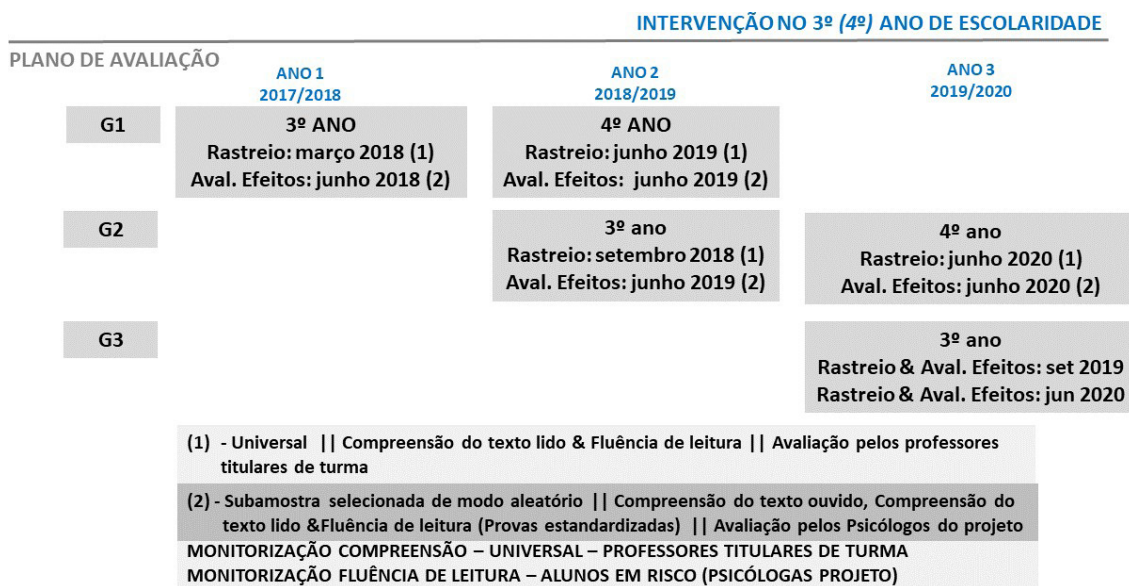 INTERVENÇÃO NO 3º (4º) ANO DE ESCOLARIDADE
PLANO DE AVALIAÇÃO
ANO 1
2017/2018
ANO 2
2018/2019
ANO 3
2019/2020
G1
3º ANO
Rastreio: março 2018 (1)
Aval. Efeitos: junho 2018 (2)
4º ANO
Rastreio: junho 2019 (1)
Aval. Efeitos: junho 2019 (2)
G2
3º ano
Rastreio: setembro 2018 (1)
Aval. Efeitos: junho 2019 (2)
4º ano
Rastreio: junho 2020 (1)
Aval. Efeitos: junho 2020 (2)
G3
3º ano
Rastreio & Aval. Efeitos: set 2019
Rastreio & Aval. Efeitos: jun 2020
(1) - Universal || Compreensão do texto lido & Fluência de leitura || Avaliação pelos professores
titulares de turma
(2) - Subamostra selecionada de modo aleatório || Compreensão do texto ouvido, Compreensão do
texto lido &Fluência de leitura (Provas estandardizadas) || Avaliação pelos Psicólogos do projeto
MONITORIZAÇÃO COMPREENSÃO – UNIVERSAL – PROFESSORES TITULARES DE TURMA
MONITORIZAÇÃO FLUÊNCIA DE LEITURA – ALUNOS EM RISCO (PSICÓLOGAS PROJETO)